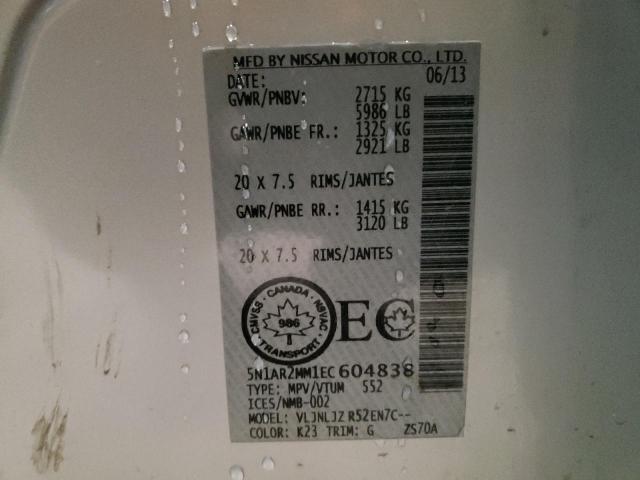 MFD BY NISSAN MOTOR CO., LTD.
DATE: 06/13
GVWR/PNBV: 2715 KG
5986 LB
GAWR/PNBE FR.: 1325 KG
2921 LB
20 X 7.5 RIMS/JANTES
GAWR/PNBE RR.: 1415 KG
3120 LB
20 X 7.5 RIMS/JANTES
CMVSS · CANADA · NSVAC
986
TRANSPORT
EC
5N1AR2MM1EC604838
TYPE: MPV/VTUM 552
ICES/NMB-002
MODEL: VLJNLJZ R52EN7C--
COLOR: K23 TRIM: G ZS70A